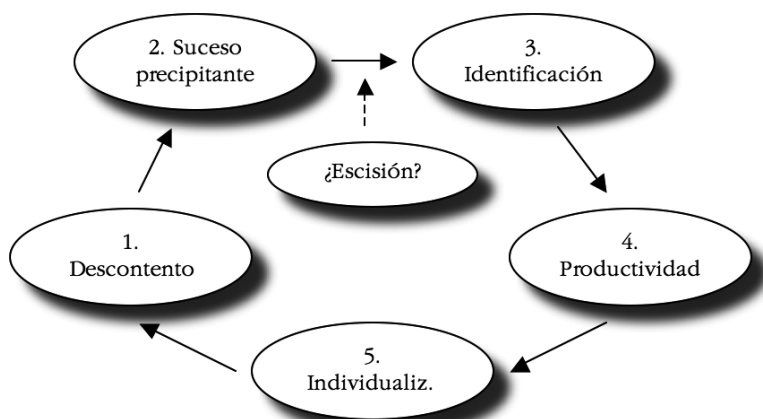 2. Suceso
precipitante
3.
Identificación
¿Escisión?
1.
Descontento
4.
Productividad
5.
Individualiz.